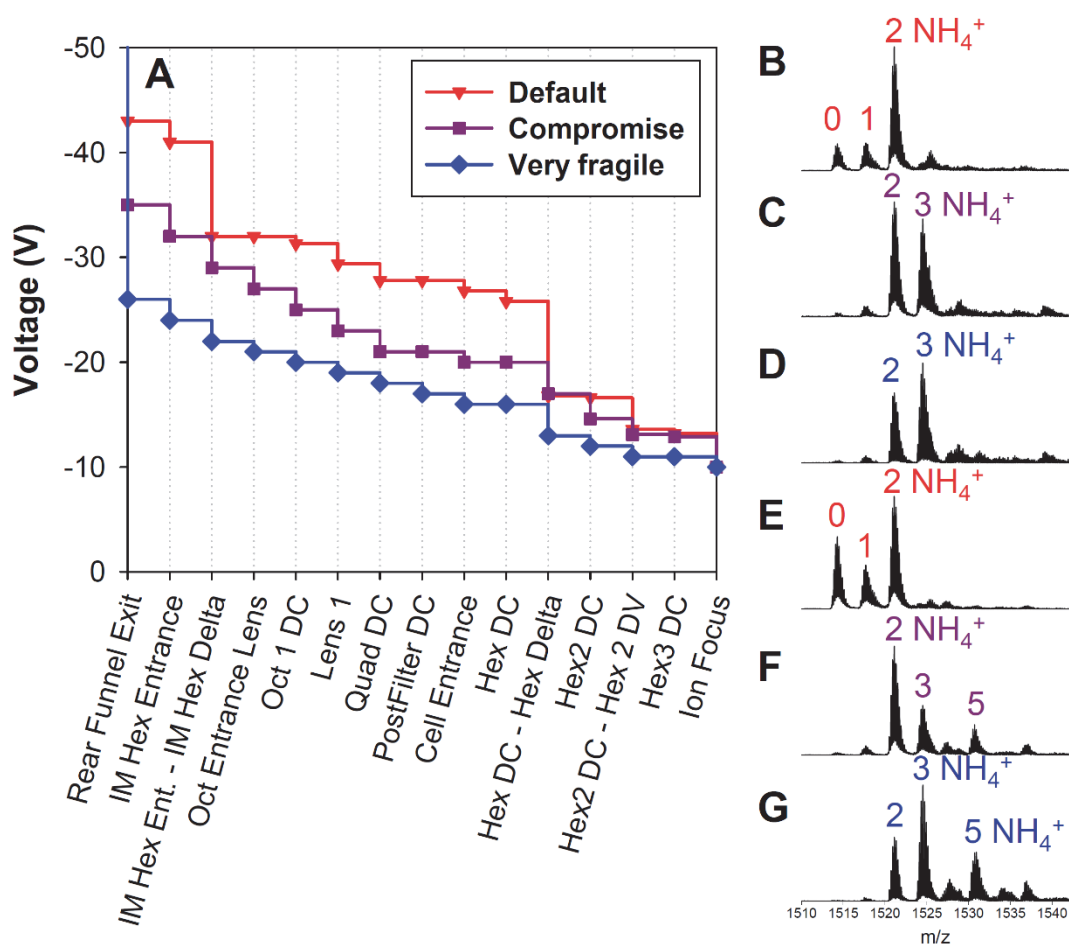 A
Default
Compromise
Very fragile
Voltage (V)
-50
-40
-30
-20
-10
0
Rear Funnel Exit
IM Hex Entrance
IM Hex Ent. - IM Hex Delta
Oct Entrance Lens
Oct 1 DC
Lens 1
Quad DC
PostFilter DC
Cell Entrance
Hex DC
Hex DC - Hex Delta
Hex2 DC
Hex2 DC - Hex 2 DV
Hex3 DC
Ion Focus
B
0
1
2 NH₄⁺
C
2
3 NH₄⁺
D
2
3 NH₄⁺
E
0
1
2 NH₄⁺
F
2 NH₄⁺
3
5
G
2
3 NH₄⁺
5 NH₄⁺
1510 1515 1520 1525 1530 1535 1540
m/z